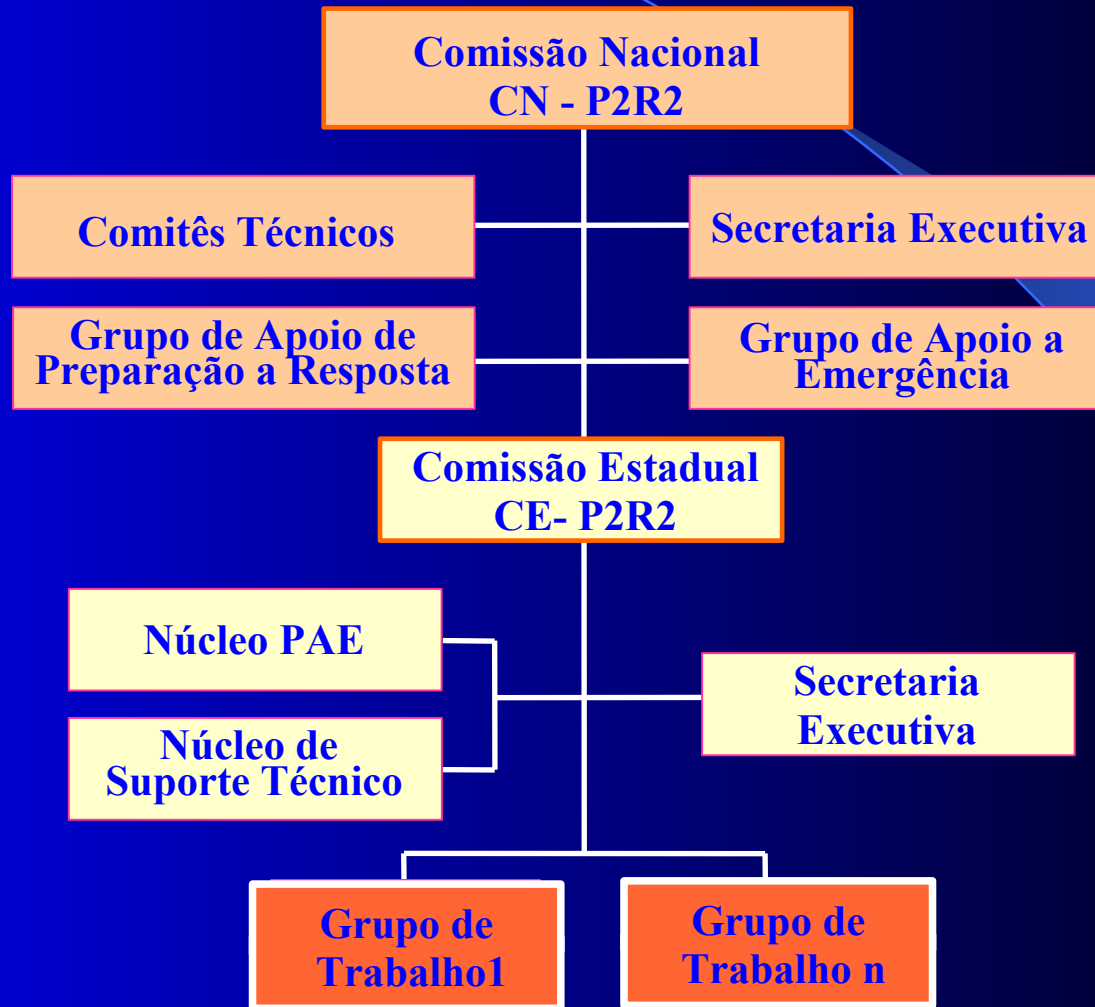 Comissão Nacional
CN - P2R2
Comitês Técnicos
Secretaria Executiva
Grupo de Apoio de
Preparação a Resposta
Grupo de Apoio a
Emergência
Comissão Estadual
CE- P2R2
Núcleo PAE
Núcleo de
Suporte Técnico
Secretaria
Executiva
Grupo de
Trabalho1
Grupo de
Trabalho n